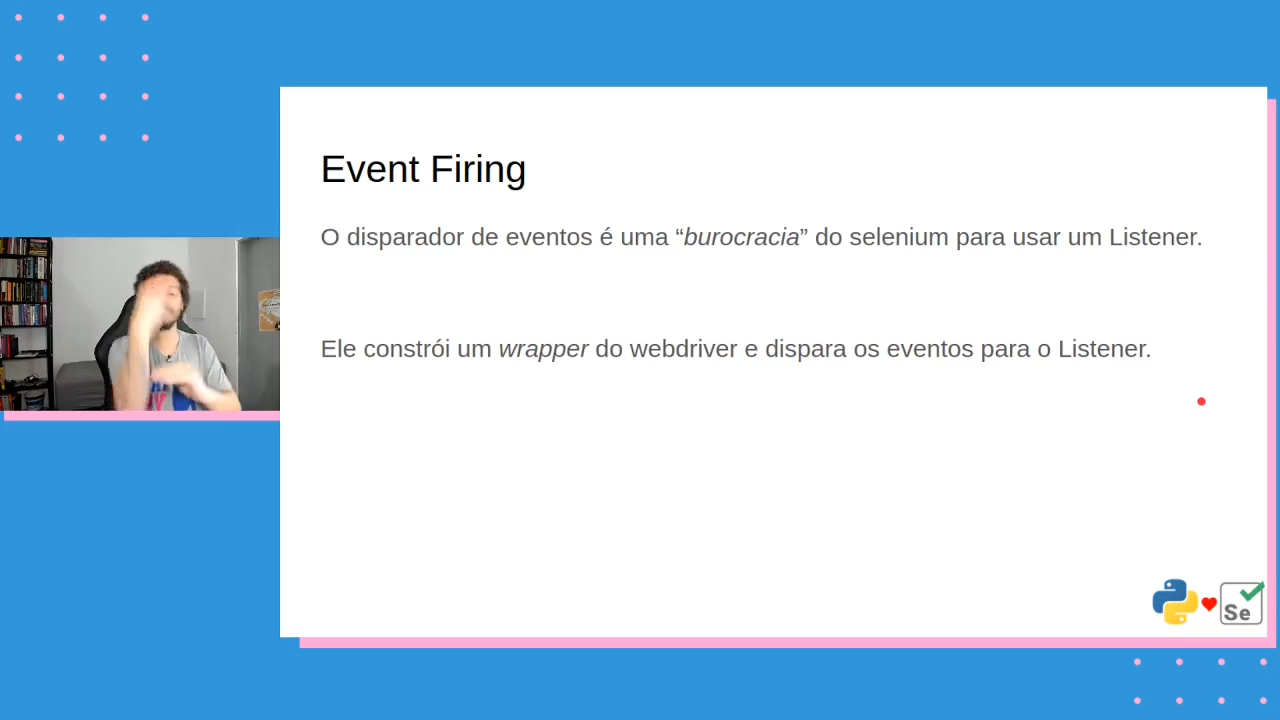 Event Firing
O disparador de eventos é uma “burocracia” do selenium para usar um Listener.
Ele constrói um wrapper do webdriver e dispara os eventos para o Listener.
Se